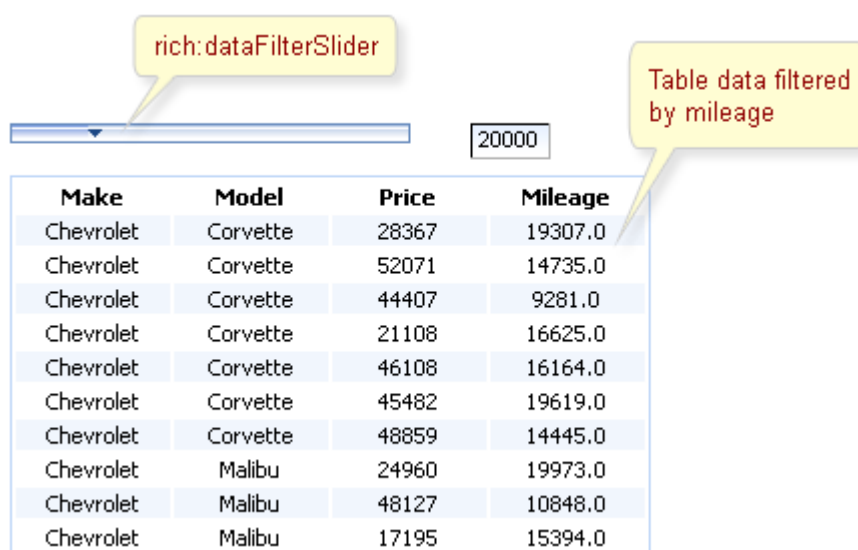 rich:dataFilterSlider
Table data filtered
by mileage
20000
Make Model Price Mileage
Chevrolet Corvette 28367 19307.0
Chevrolet Corvette 52071 14735.0
Chevrolet Corvette 44407 9281.0
Chevrolet Corvette 21108 16625.0
Chevrolet Corvette 46108 16164.0
Chevrolet Corvette 45482 19619.0
Chevrolet Corvette 48859 14445.0
Chevrolet Malibu 24960 19973.0
Chevrolet Malibu 48127 10848.0
Chevrolet Malibu 17195 15394.0